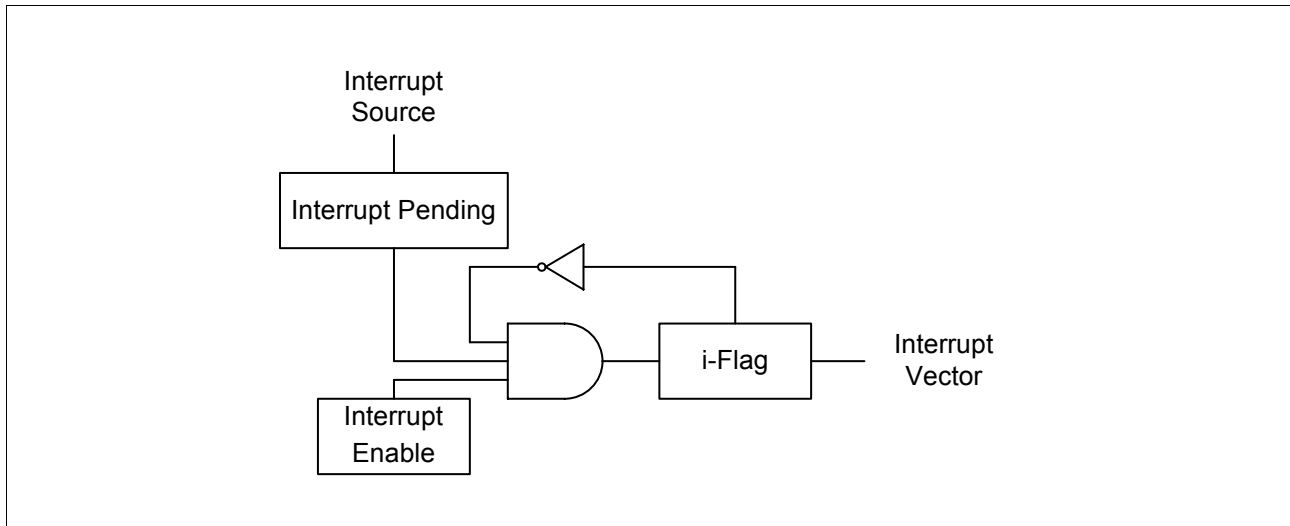 Interrupt
Source
Interrupt Pending
i-Flag
Interrupt
Vector
Interrupt
Enable